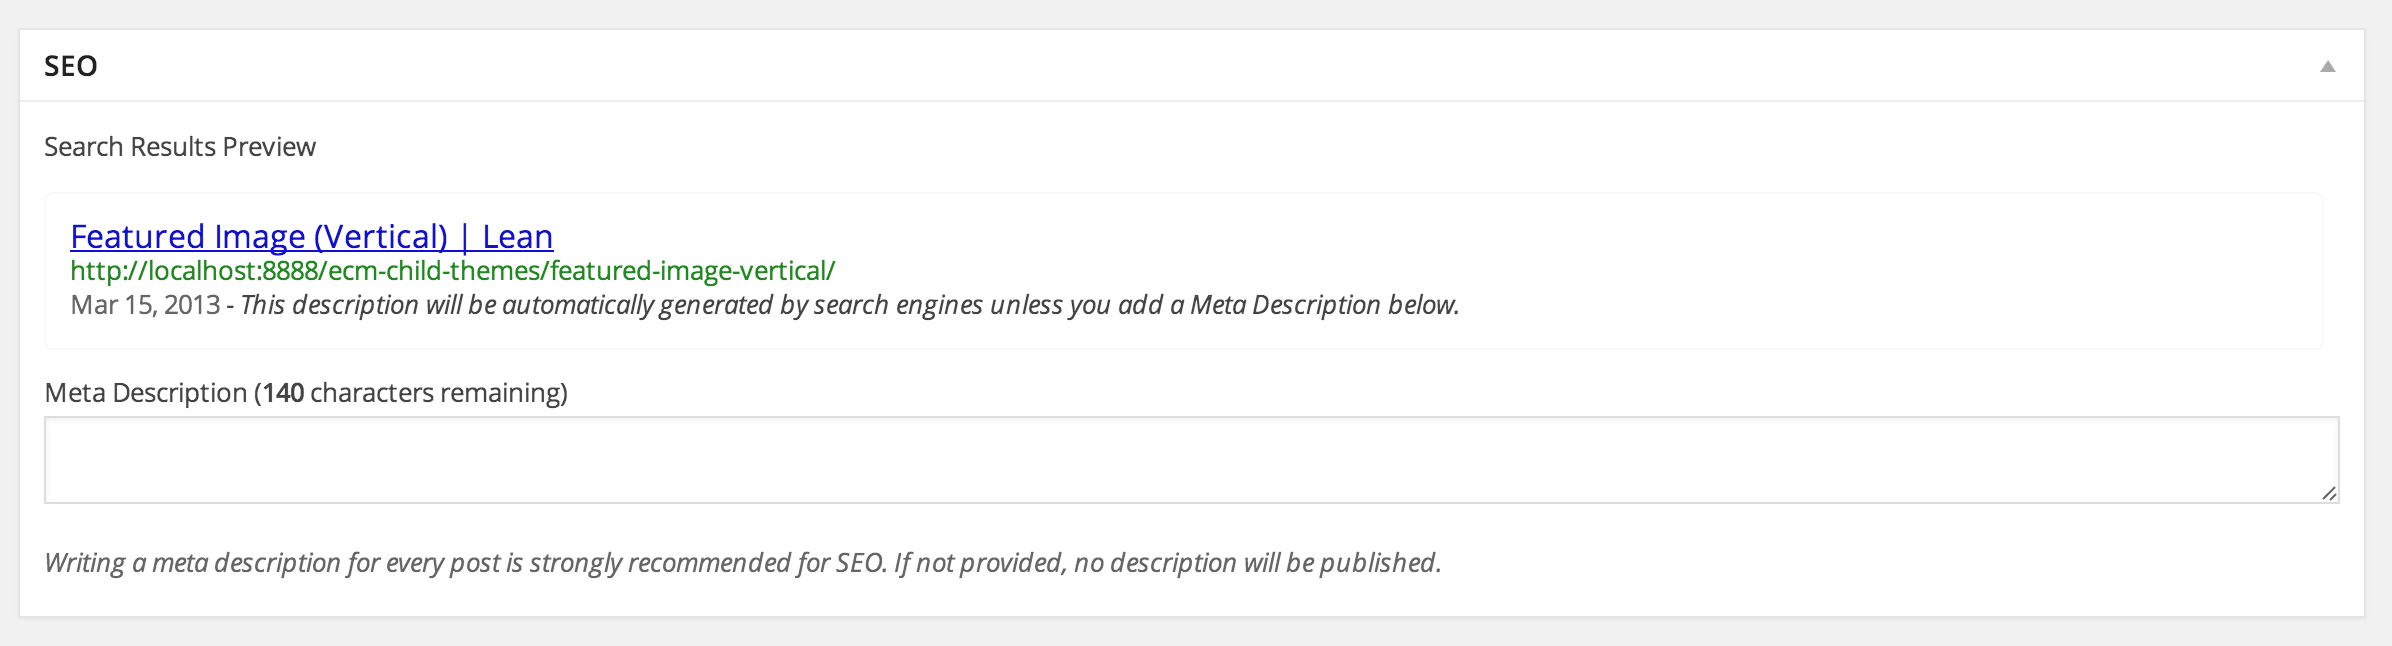 SEO
Search Results Preview
Featured Image (Vertical) | Lean
http://localhost:8888/ecm-child-themes/featured-image-vertical/
Mar 15, 2013 - This description will be automatically generated by search engines unless you add a Meta Description below.
Meta Description (140 characters remaining)
Writing a meta description for every post is strongly recommended for SEO. If not provided, no description will be published.